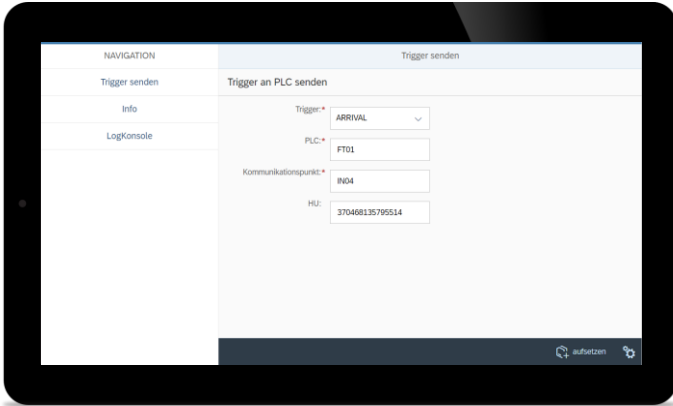 NAVIGATION
Trigger senden
Info
LogKonsole
Trigger senden
Trigger an PLC senden
Trigger:* ARRIVAL
PLC:* FT01
Kommunikationspunkt:* IN04
HU: 370468135795514
aufsetzen